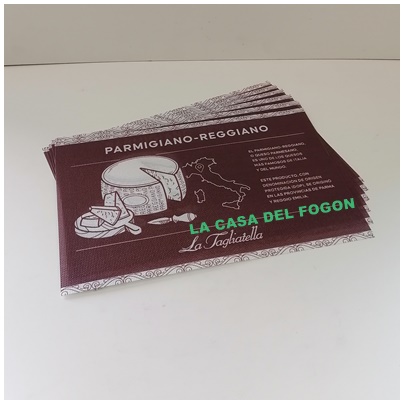 PARMIGIANO-REGGIANO
EL PARMIGIANO, REGGIANO,
O QUESO PARMESANO,
ES UNO DE LOS QUESOS
MÁS FAMOSOS DE ITALIA
Y DEL MUNDO.
ESTE PRODUCTO, CON
DENOMINACIÓN DE ORIGEN
PROTEGIDA (DOP), SE ORIGINÓ
EN LAS PROVINCIAS DE PARMA
Y REGGIO EMILIA.
LA CASA DEL FOGON
La Tagliatella